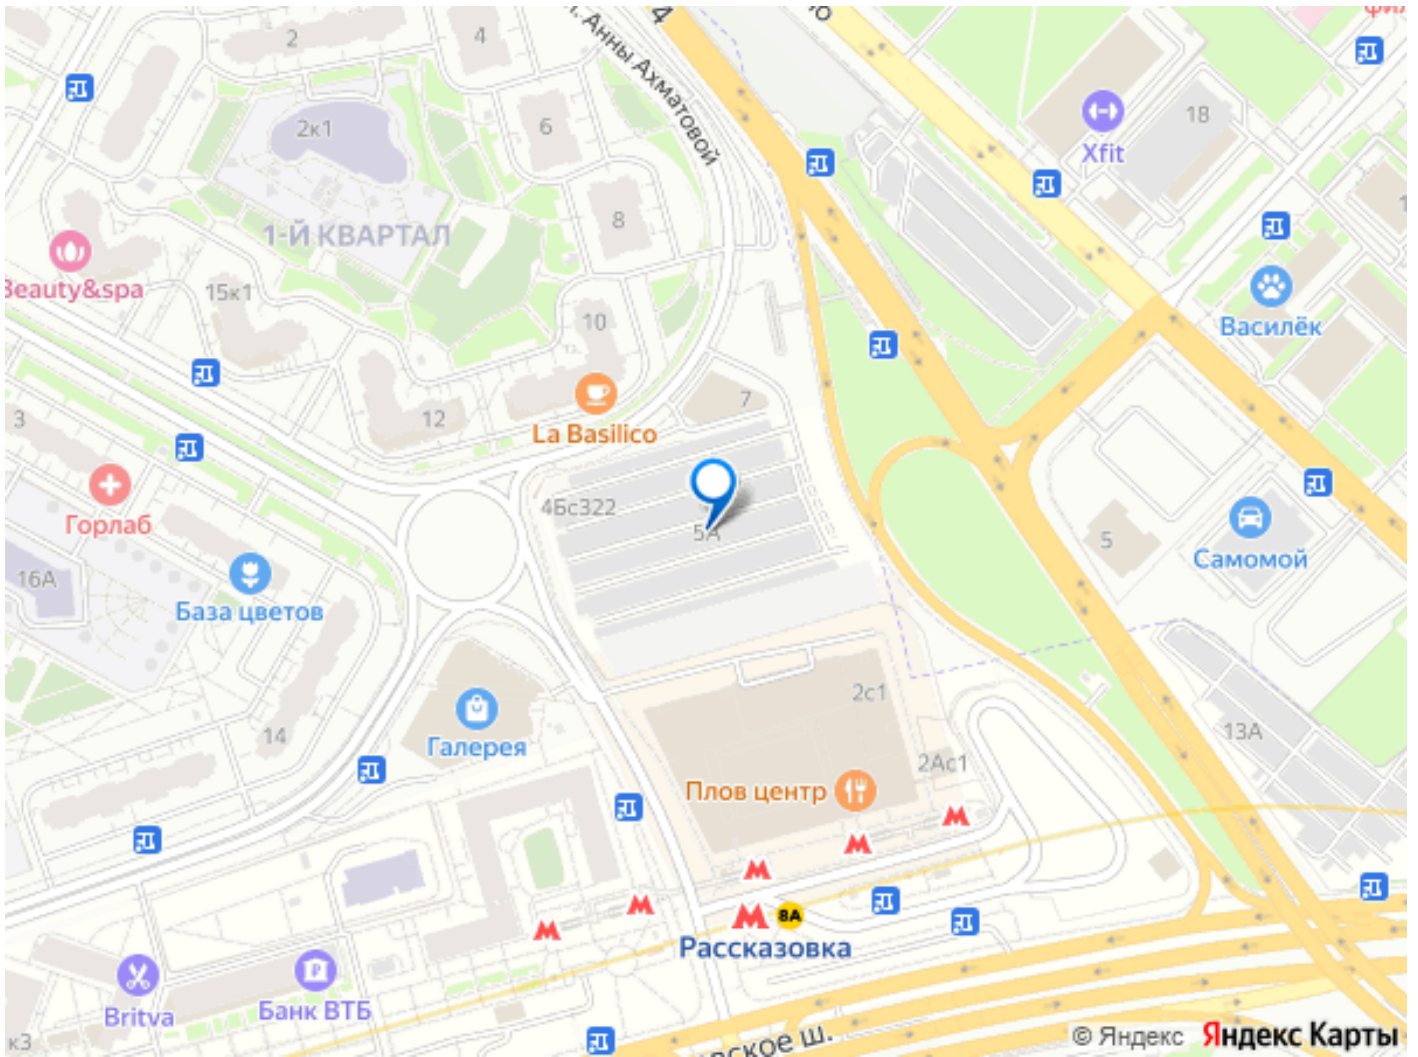 2
4
4
ул. Анны Ахматовой
2к1
6
18
Xfit
1-Й КВАРТАЛ
8
Beauty&spa
15к1
10
Василёк
7
12
La Basilico
3
4Бс322
5А
Горлаб
5
Самомой
16А
База цветов
2с1
14
Галерея
13А
2Ас1
Плов центр
8А
Рассказовка
Банк ВТБ
Britva
к3
вское ш.
© Яндекс Яндекс Карты